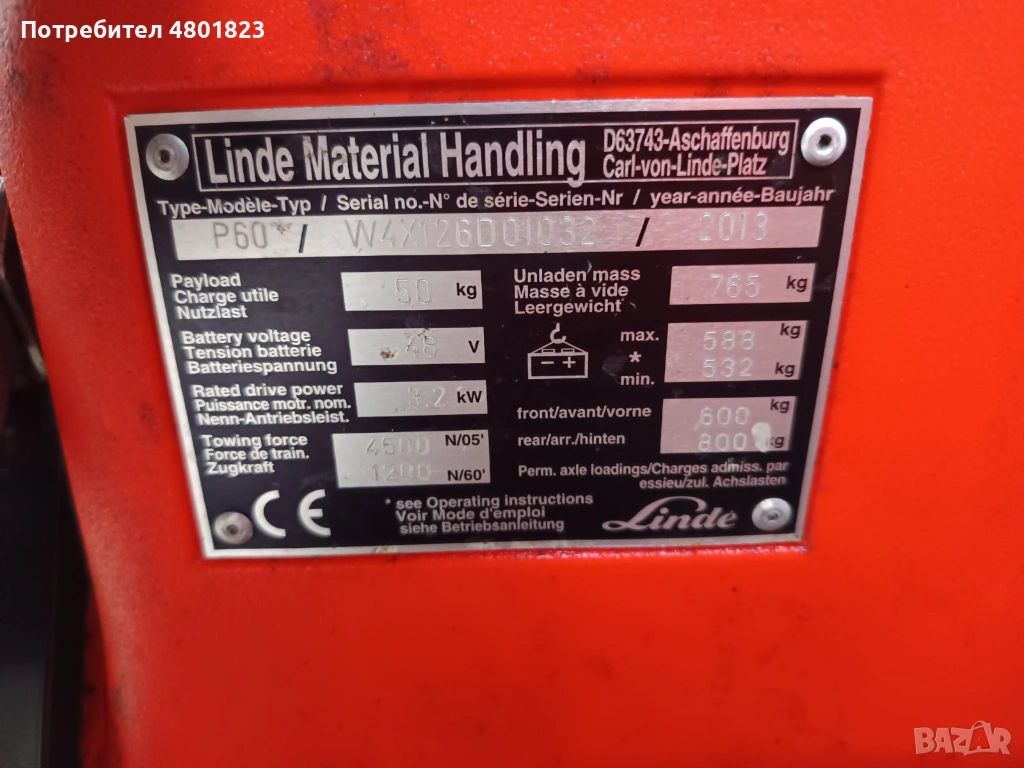 Потребител 4801823
Linde Material Handling D63743-Aschaffenburg
Carl-von-Linde-Platz
Type-Modèle-Typ / Serial no.-N° de série-Serien-Nr / year-année-Baujahr
P60 / W4X126D01032 / 2013
Payload
Charge utile
Nutzlast
50 kg
Unladen mass
Masse à vide
Leergewicht
765 kg
Battery voltage
Tension batterie
Batteriespannung
48 V
max. 588 kg
*
min. 532 kg
Rated drive power
Puissance motr. nom.
Nenn-Antriebsleist.
3.2 kW
front/avant/vorne 600 kg
rear/arr./hinten 800 kg
Towing force
Force de train.
Zugkraft
4500 N/05'
1200 N/60'
Perm. axle loadings/Charges admiss. par
essieu/zul. Achslasten
CE
* see Operating instructions
Voir Mode d'emploi
siehe Betriebsanleitung
Linde
BAZAR